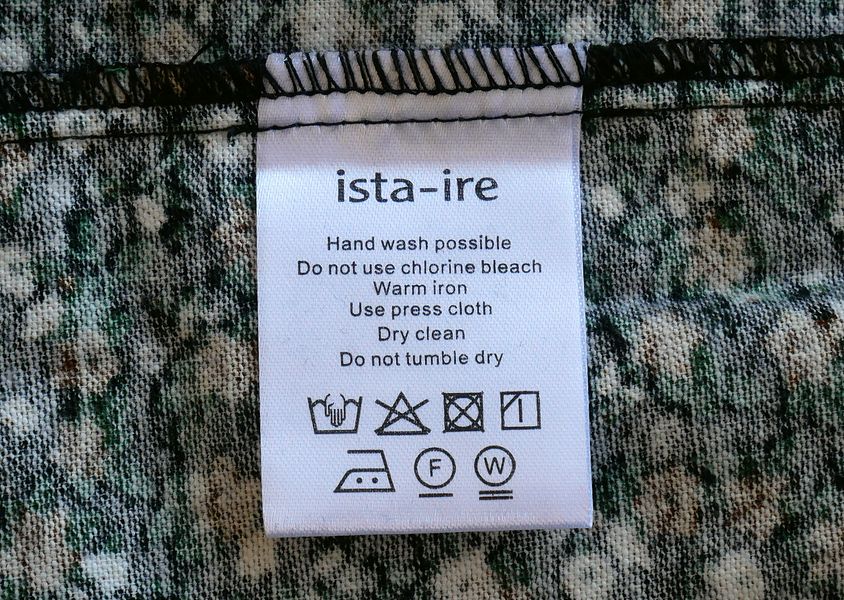 ista-ire
Hand wash possible
Do not use chlorine bleach
Warm iron
Use press cloth
Dry clean
Do not tumble dry
F W